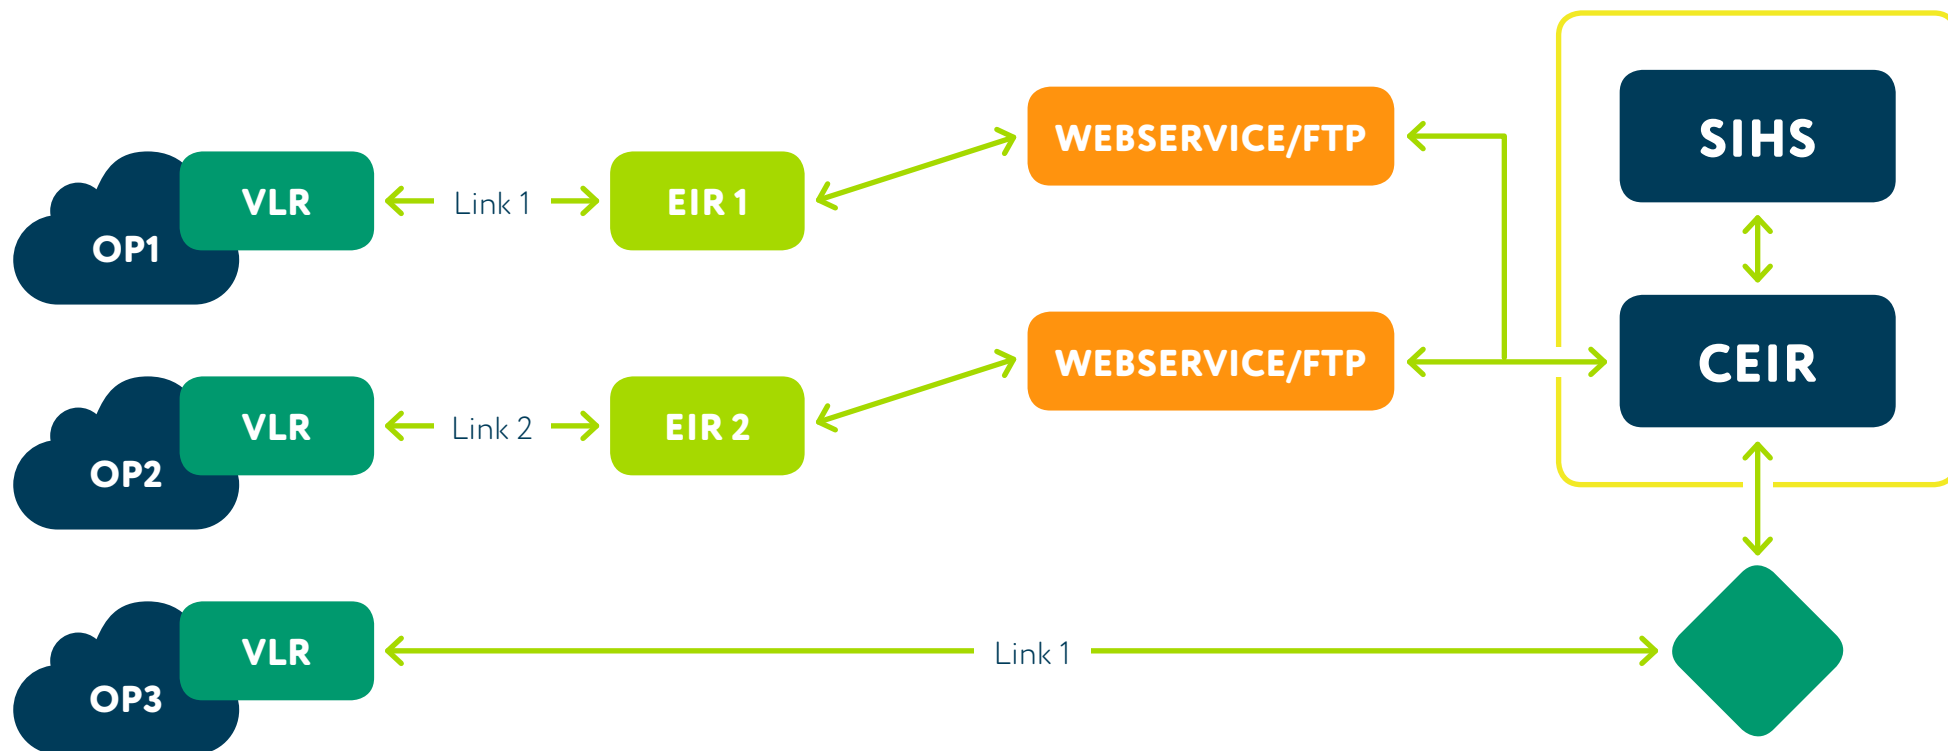 OP1
VLR
Link 1
EIR 1
WEBSERVICE/FTP
SIHS
OP2
VLR
Link 2
EIR 2
WEBSERVICE/FTP
CEIR
OP3
VLR
Link 1